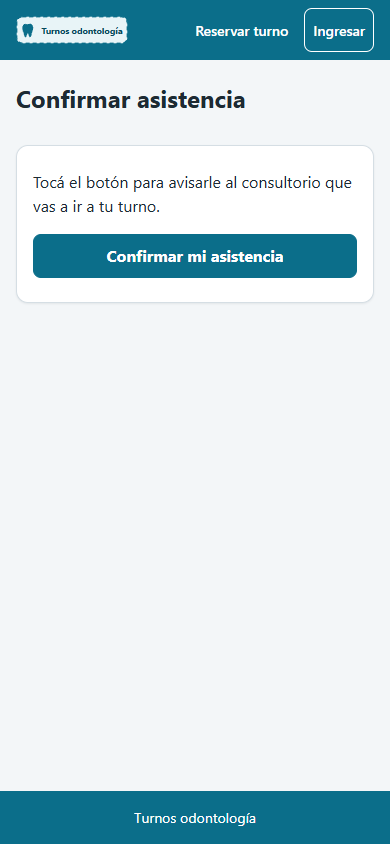 Turnos odontología
Reservar turno
Ingresar
Confirmar asistencia
Tocá el botón para avisarle al consultorio que
vas a ir a tu turno.
Confirmar mi asistencia
Turnos odontología